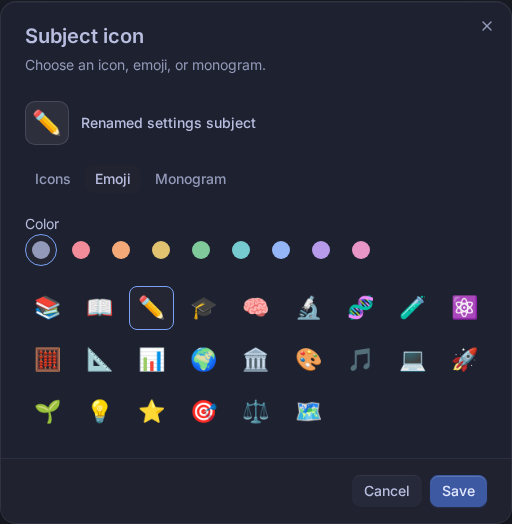 Subject icon
Choose an icon, emoji, or monogram.
Renamed settings subject
Icons Emoji Monogram
Color
Cancel Save